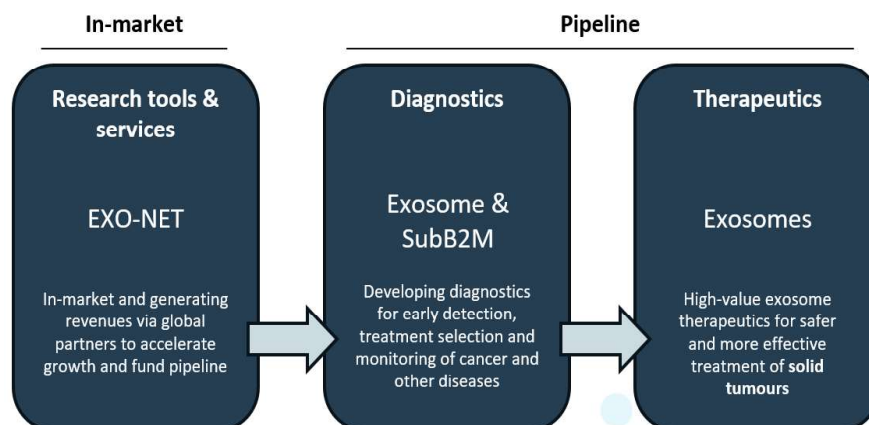 In-market
Pipeline
Research tools &
services
EXO-NET
In-market and generating
revenues via global
partners to accelerate
growth and fund pipeline
Diagnostics
Exosome &
SubB2M
Developing diagnostics
for early detection,
treatment selection and
monitoring of cancer and
other diseases
Therapeutics
Exosomes
High-value exosome
therapeutics for safer
and more effective
treatment of solid
tumours